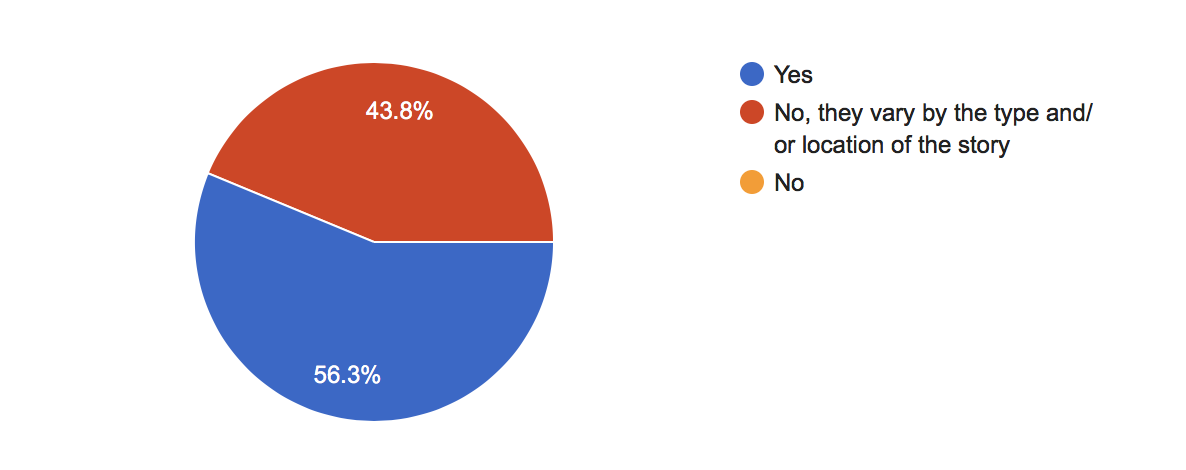 43.8%
56.3%
Yes
No, they vary by the type and/
or location of the story
No